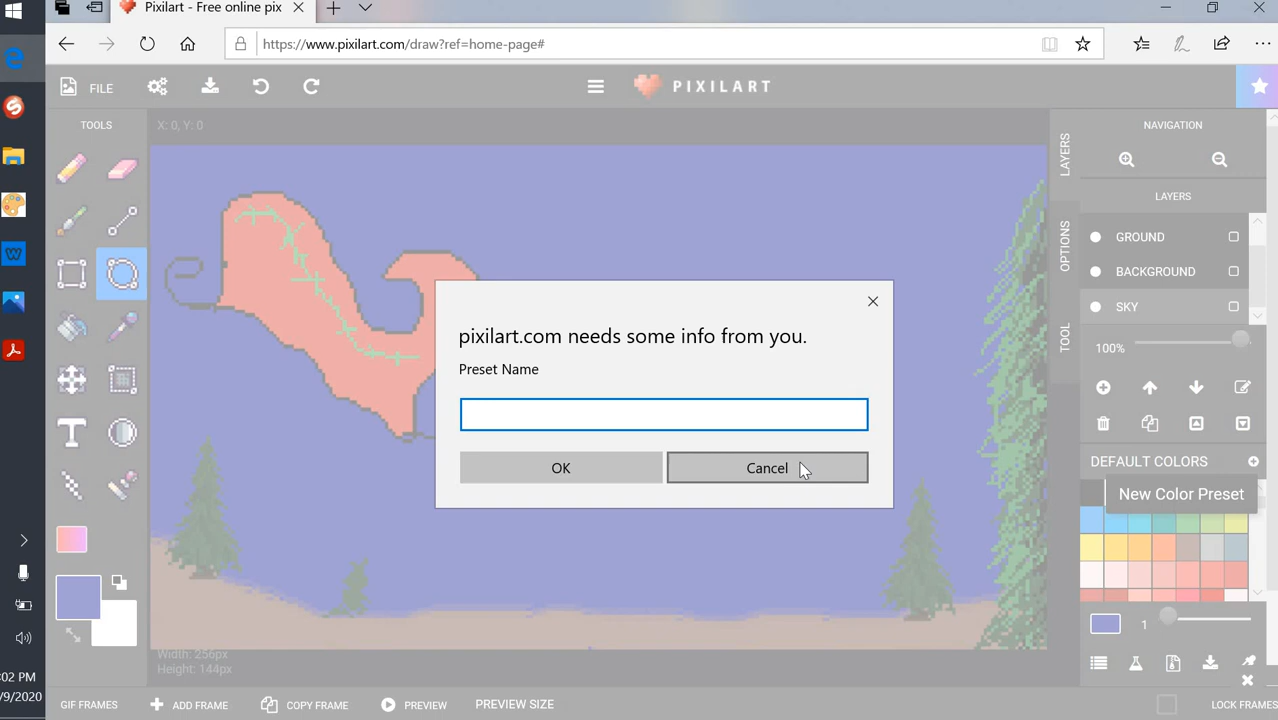 Pixilart - Free online pix
https://www.pixilart.com/draw?ref=home-page#
FILE
PIXILART
TOOLS
X: 0, Y: 0
LAYERS
OPTIONS
TOOL
NAVIGATION
LAYERS
GROUND
BACKGROUND
SKY
100%
pixilart.com needs some info from you.
Preset Name
OK
Cancel
DEFAULT COLORS
New Color Preset
1
T
W
S
Width: 256px
Height: 144px
:02 PM
/9/2020
GIF FRAMES
ADD FRAME
COPY FRAME
PREVIEW
PREVIEW SIZE
LOCK FRAMES